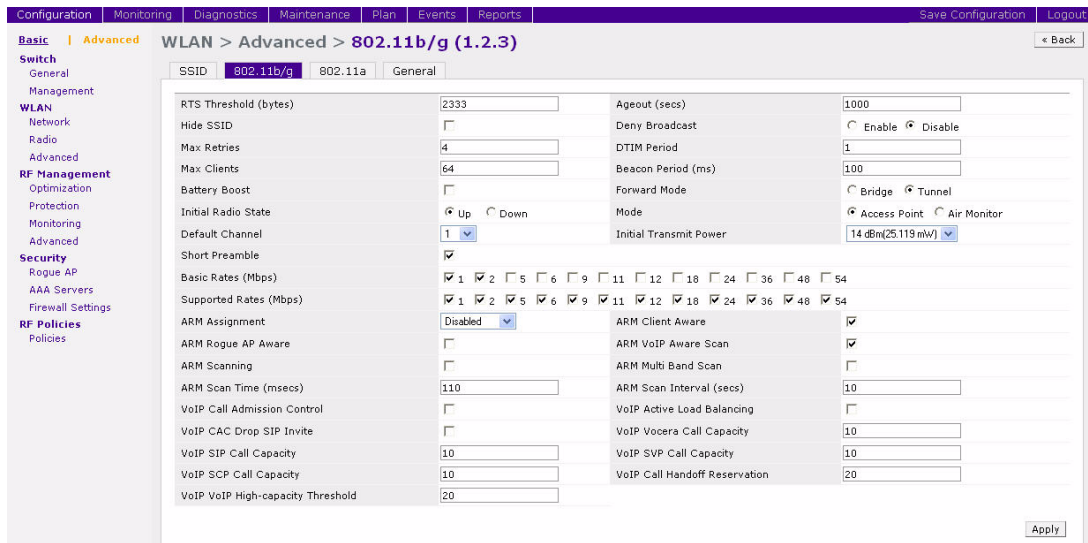 Configuration Monitoring Diagnostics Maintenance Plan Events Reports Save Configuration Logout
Basic | Advanced
Switch
General
Management
WLAN
Network
Radio
Advanced
RF Management
Optimization
Protection
Monitoring
Advanced
Security
Rogue AP
AAA Servers
Firewall Settings
RF Policies
Policies
WLAN > Advanced > 802.11b/g (1.2.3)
« Back
SSID 802.11b/g 802.11a General
RTS Threshold (bytes) 2333 Ageout (secs) 1000
Hide SSID Deny Broadcast Enable Disable
Max Retries 4 DTIM Period 1
Max Clients 64 Beacon Period (ms) 100
Battery Boost Forward Mode Bridge Tunnel
Initial Radio State Up Down Mode Access Point Air Monitor
Default Channel 1 Initial Transmit Power 14 dBm(25.119 mW)
Short Preamble
Basic Rates (Mbps) 1 2 5 6 9 11 12 18 24 36 48 54
Supported Rates (Mbps) 1 2 5 6 9 11 12 18 24 36 48 54
ARM Assignment Disabled ARM Client Aware
ARM Rogue AP Aware ARM VoIP Aware Scan
ARM Scanning ARM Multi Band Scan
ARM Scan Time (msecs) 110 ARM Scan Interval (secs) 10
VoIP Call Admission Control VoIP Active Load Balancing
VoIP CAC Drop SIP Invite VoIP Vocera Call Capacity 10
VoIP SIP Call Capacity 10 VoIP SVP Call Capacity 10
VoIP SCP Call Capacity 10 VoIP Call Handoff Reservation 20
VoIP VoIP High-capacity Threshold 20
Apply